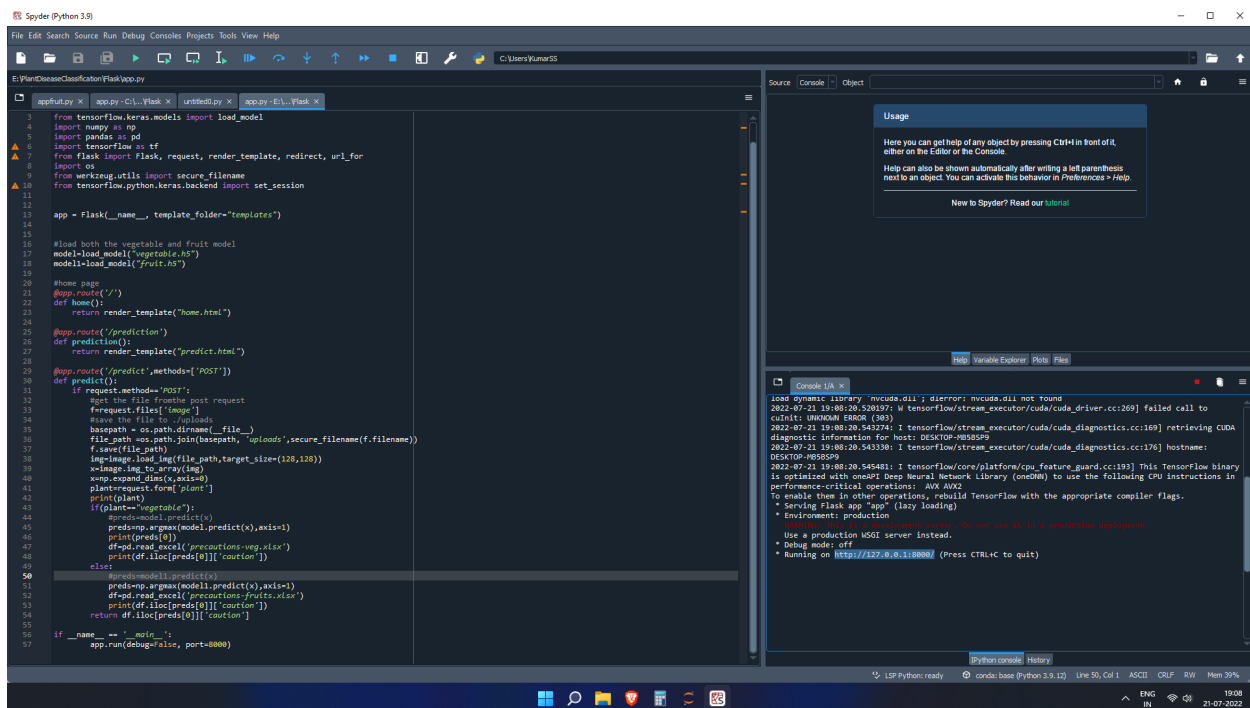 Spyder (Python 3.9)
File Edit Search Source Run Debug Consoles Projects Tools View Help
C:\Users\KumarSS
E:\PlantDiseaseClassification\Flask\app.py
appfruit.py
app.py - C:\...\Flask
untitled0.py
app.py - E:\...\Flask
3 from tensorflow.keras.models import load_model
4 import numpy as np
5 import pandas as pd
6 import tensorflow as tf
7 from flask import Flask, request, render_template, redirect, url_for
8 import os
9 from werkzeug.utils import secure_filename
10 from tensorflow.python.keras.backend import set_session
11
12
13 app = Flask(__name__, template_folder="templates")
14
15
16 #load both the vegetable and fruit model
17 model=load_model("vegetable.h5")
18 model1=load_model("fruit.h5")
19
20 #home page
21 @app.route('/')
22 def home():
23 return render_template("home.html")
24
25 @app.route('/prediction')
26 def prediction():
27 return render_template("predict.html")
28
29 @app.route('/predict',methods=['POST'])
30 def predict():
31 if request.method=='POST':
32 #get the file fromthe post request
33 f=request.files['image']
34 #save the file to ./uploads
35 basepath = os.path.dirname(__file__)
36 file_path =os.path.join(basepath, 'uploads',secure_filename(f.filename))
37 f.save(file_path)
38 img=image.load_img(file_path,target_size=(128,128))
39 x=image.img_to_array(img)
40 x=np.expand_dims(x,axis=0)
41 plant=request.form['plant']
42 print(plant)
43 if(plant=="vegetable"):
44 #preds=model.predict(x)
45 preds=np.argmax(model.predict(x),axis=1)
46 print(preds[0])
47 df=pd.read_excel('precautions-veg.xlsx')
48 print(df.iloc[preds[0]]['caution'])
49 else:
50 #preds=model1.predict(x)
51 preds=np.argmax(model1.predict(x),axis=1)
52 df=pd.read_excel('precautions-fruits.xlsx')
53 print(df.iloc[preds[0]]['caution'])
54 return df.iloc[preds[0]]['caution']
55
56 if __name__ == '__main__':
57 app.run(debug=False, port=8000)
Source Console Object
Usage
Here you can get help of any object by pressing Ctrl+I in front of it,
either on the Editor or the Console.
Help can also be shown automatically after writing a left parenthesis
next to an object. You can activate this behavior in Preferences > Help.
New to Spyder? Read our tutorial
Help Variable Explorer Plots Files
Console 1/A
load dynamic library 'nvcuda.dll'; dlerror: nvcuda.dll not found
2022-07-21 19:08:20.520197: W tensorflow/stream_executor/cuda/cuda_driver.cc:269] failed call to
cuInit: UNKNOWN ERROR (303)
2022-07-21 19:08:20.543274: I tensorflow/stream_executor/cuda/cuda_diagnostics.cc:169] retrieving CUDA
diagnostic information for host: DESKTOP-MB5BSP9
2022-07-21 19:08:20.543330: I tensorflow/stream_executor/cuda/cuda_diagnostics.cc:176] hostname:
DESKTOP-MB5BSP9
2022-07-21 19:08:20.545481: I tensorflow/core/platform/cpu_feature_guard.cc:193] This TensorFlow binary
is optimized with oneAPI Deep Neural Network Library (oneDNN) to use the following CPU instructions in
performance-critical operations: AVX AVX2
To enable them in other operations, rebuild TensorFlow with the appropriate compiler flags.
* Serving Flask app "app" (lazy loading)
* Environment: production
WARNING: This is a development server. Do not use it in a production deployment.
Use a production WSGI server instead.
* Debug mode: off
* Running on http://127.0.0.1:8000/ (Press CTRL+C to quit)
IPython console History
LSP Python: ready conda: base (Python 3.9.12) Line 50, Col 1 ASCII CRLF RW Mem 39%
ENG
IN
19:08
21-07-2022